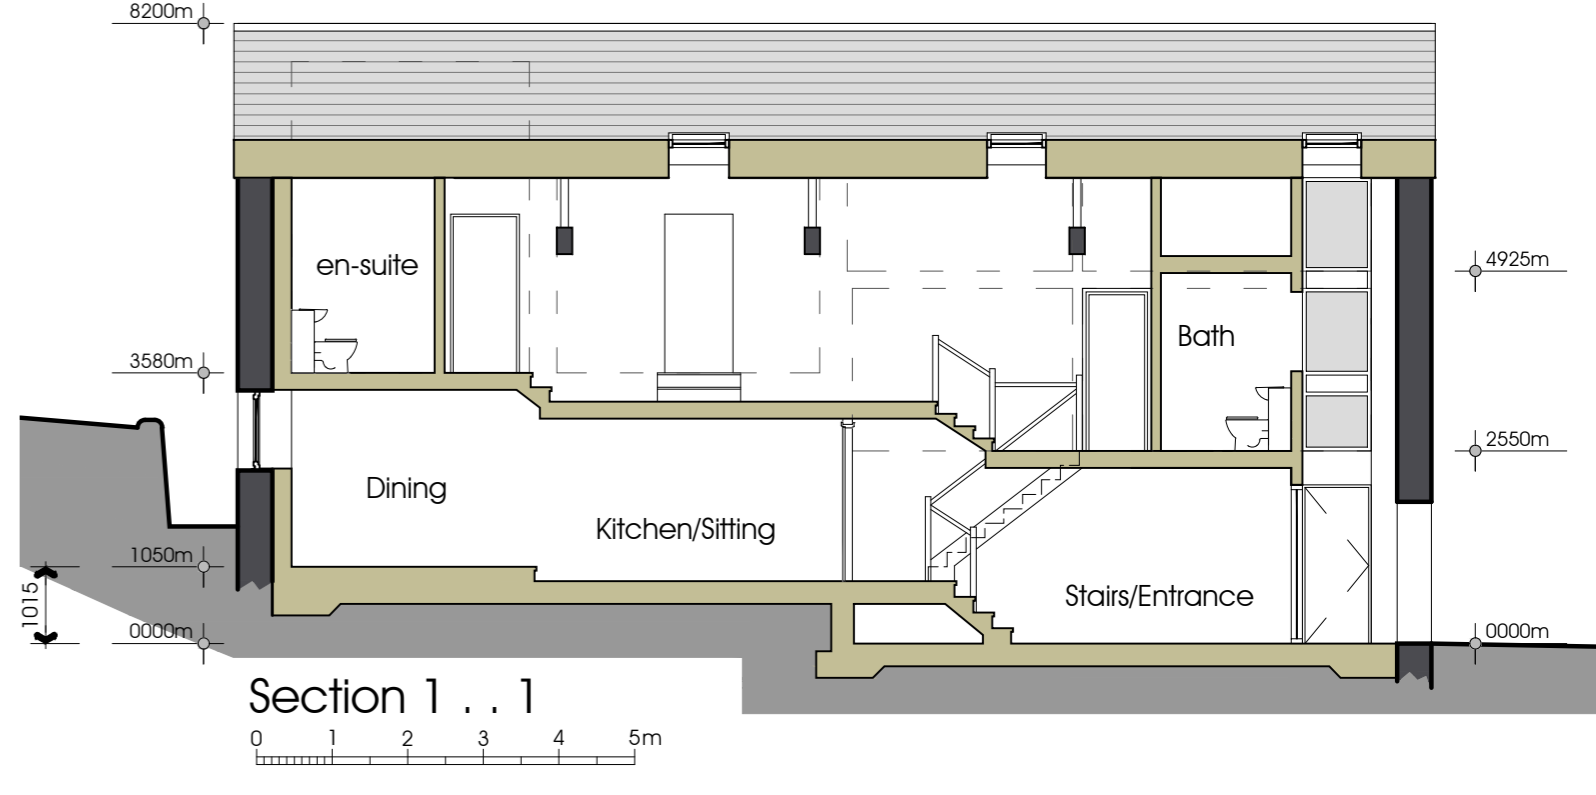 8200m
en-suite
4925m
Bath
3580m
2550m
Dining
Kitchen/Sitting
1050m
1015
Stairs/Entrance
0000m
0000m
Section 1 . . 1
0 1 2 3 4 5m